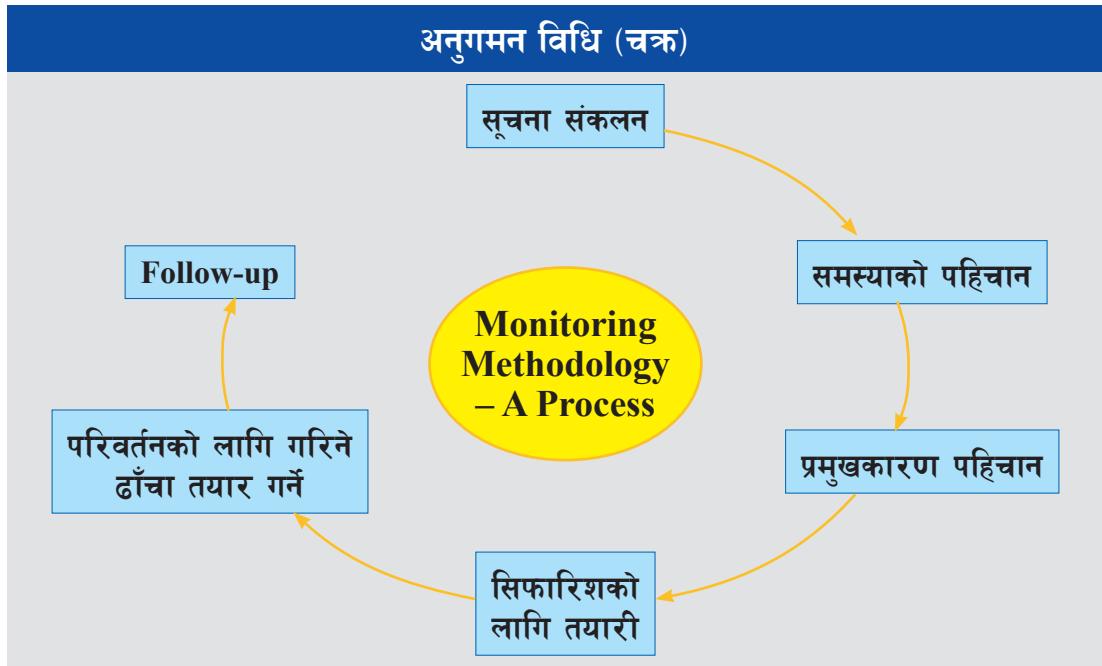 अनुगमन विधि (चक्र)
सूचना संकलन
समस्याको पहिचान
प्रमुखकारण पहिचान
सिफारिशको
लागि तयारी
परिवर्तनको लागि गरिने
ढाँचा तयार गर्ने
Follow-up
Monitoring
Methodology
– A Process